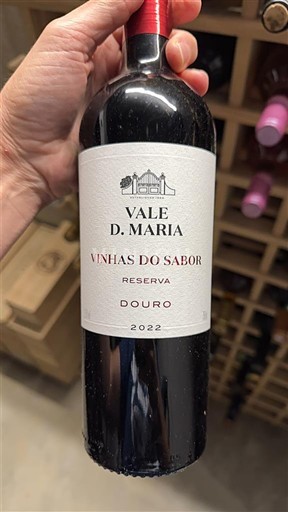 VALE
D. MARIA
VINHAS DO SABOR
RESERVA
DOURO
2022